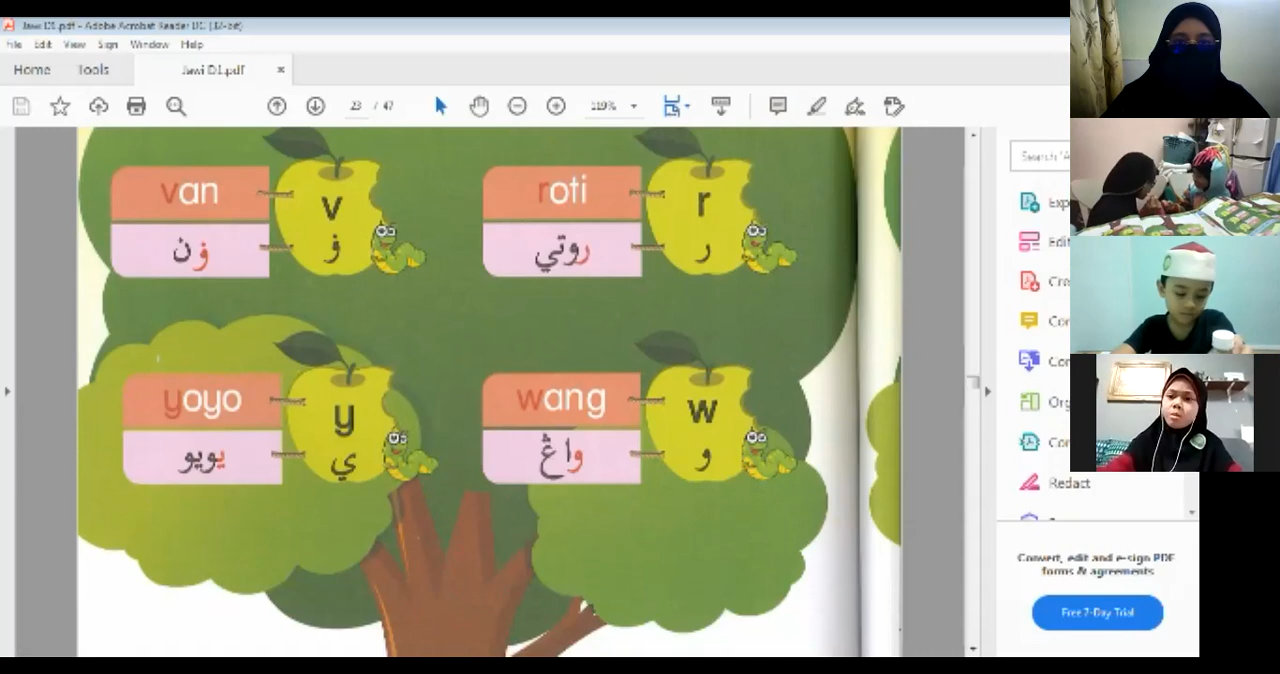 Jawi D1.pdf - Adobe Acrobat Reader DC (32-bit)
File Edit View Sign Window Help
Home Tools Jawi D1.pdf ×
23 / 47 119%
van v
ۏن ۏ
roti r
روتي ر
yoyo y
يويو ي
wang w
واڠ و
Search
Redact
Convert, edit and e-sign PDF
forms & agreements
Free 7-Day Trial